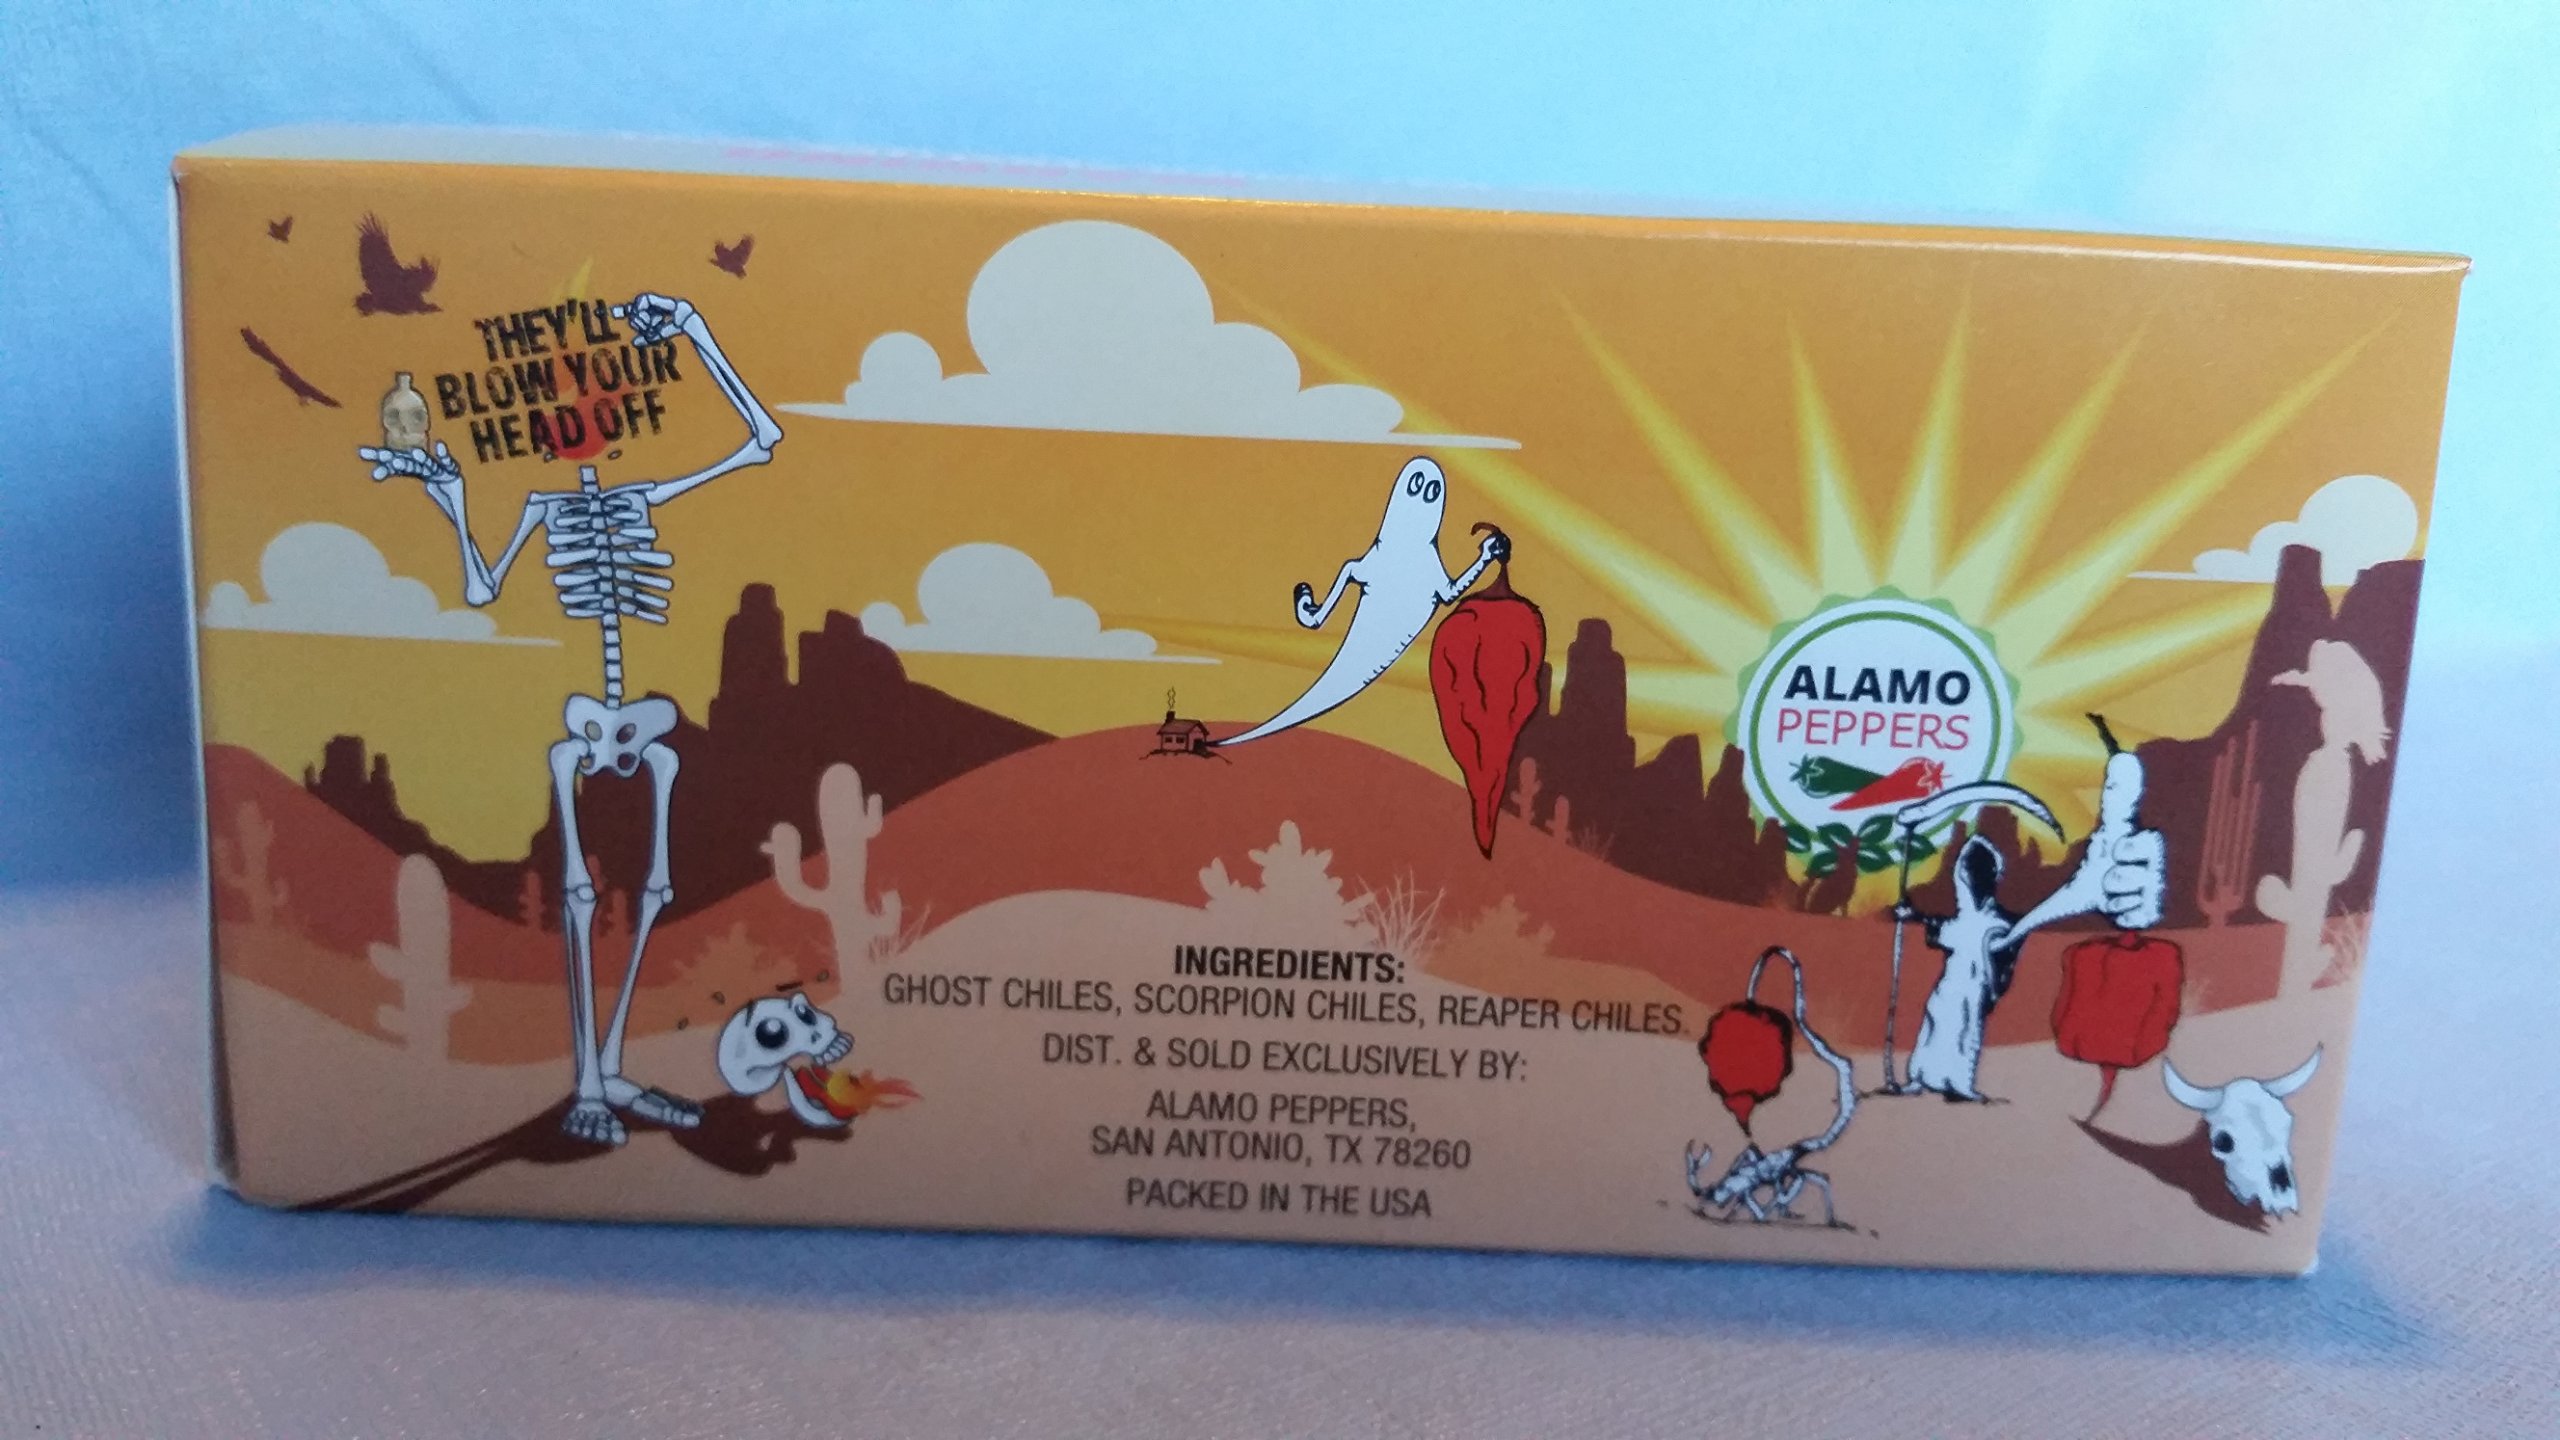 THEY'LL
BLOW YOUR
HEAD OFF
ALAMO
PEPPERS
INGREDIENTS:
GHOST CHILES, SCORPION CHILES, REAPER CHILES.
DIST. & SOLD EXCLUSIVELY BY:
ALAMO PEPPERS,
SAN ANTONIO, TX 78260
PACKED IN THE USA